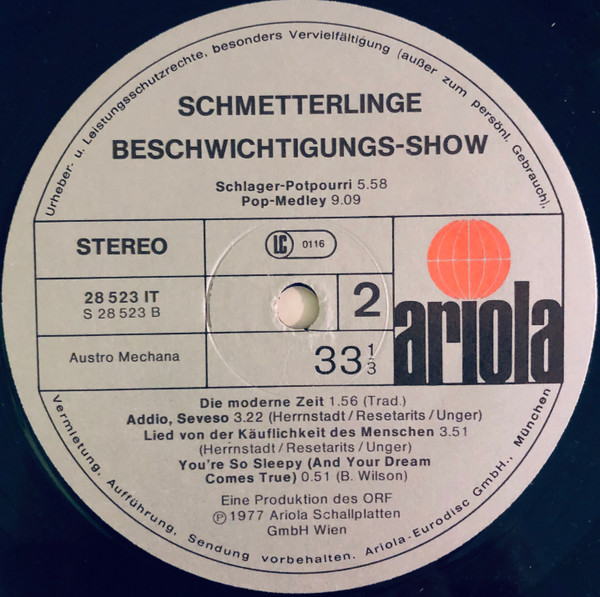 Urheber- u. Leistungsschutzrechte, besonders Vervielfältigung (außer zum persönl. Gebrauch),
SCHMETTERLINGE
BESCHWICHTIGUNGS-SHOW
Schlager-Potpourri 5.58
Pop-Medley 9.09
STEREO
LC 0116
28 523 IT
S 28 523 B
2
Austro Mechana
33 1/3
ariola
Die moderne Zeit 1.56 (Trad.)
Addio, Seveso 3.22 (Herrnstadt / Resetarits / Unger)
Lied von der Käuflichkeit des Menschen 3.51
(Herrnstadt / Resetarits / Unger)
You're So Sleepy (And Your Dream
Comes True) 0.51 (B. Wilson)
Eine Produktion des ORF
Ⓟ 1977 Ariola Schallplatten
GmbH Wien
Vermietung, Aufführung, Sendung vorbehalten. Ariola-Eurodisc GmbH., München